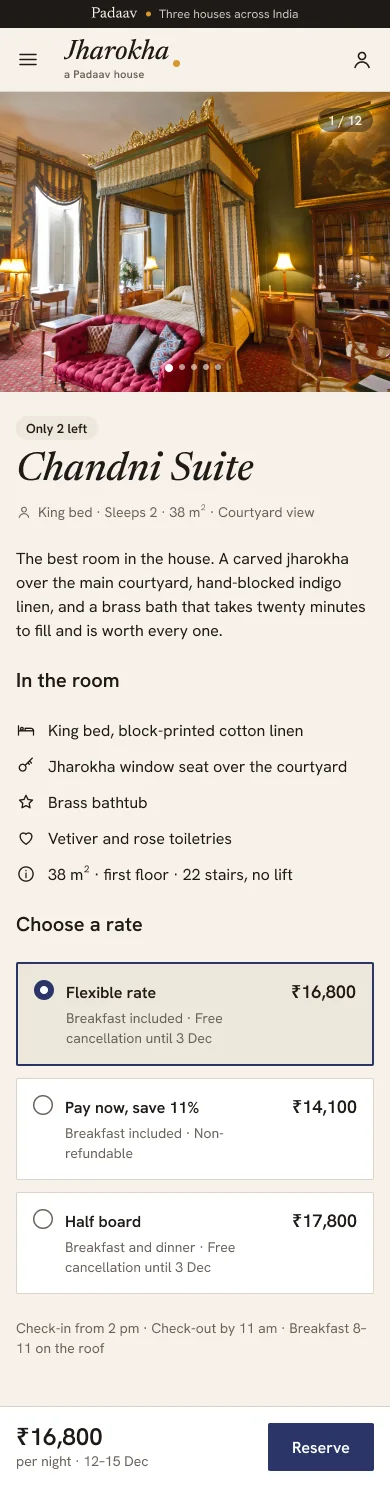 Padaav • Three houses across India
Jharokha
a Padaav house
1 / 12
Only 2 left
Chandni Suite
King bed · Sleeps 2 · 38 m² · Courtyard view
The best room in the house. A carved jharokha
over the main courtyard, hand-blocked indigo
linen, and a brass bath that takes twenty minutes
to fill and is worth every one.
In the room
King bed, block-printed cotton linen
Jharokha window seat over the courtyard
Brass bathtub
Vetiver and rose toiletries
38 m² · first floor · 22 stairs, no lift
Choose a rate
Flexible rate ₹16,800
Breakfast included · Free
cancellation until 3 Dec
Pay now, save 11% ₹14,100
Breakfast included · Non-
refundable
Half board ₹17,800
Breakfast and dinner · Free
cancellation until 3 Dec
Check-in from 2 pm · Check-out by 11 am · Breakfast 8–
11 on the roof
₹16,800
per night · 12–15 Dec
Reserve